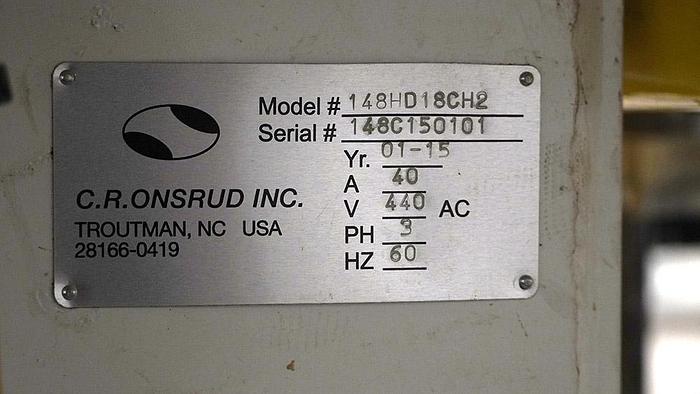 Model # 148HD18CH2
Serial # 148C150101
Yr. 01-15
A 40
V 440 AC
PH 3
HZ 60
C.R.ONSRUD INC.
TROUTMAN, NC USA
28166-0419